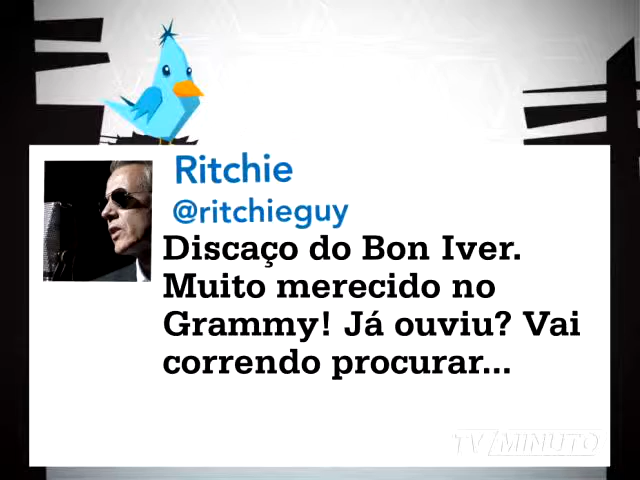 Ritchie
@ritchieguy
Discaço do Bon Iver.
Muito merecido no
Grammy! Já ouviu? Vai
correndo procurar...
TV MINUTO